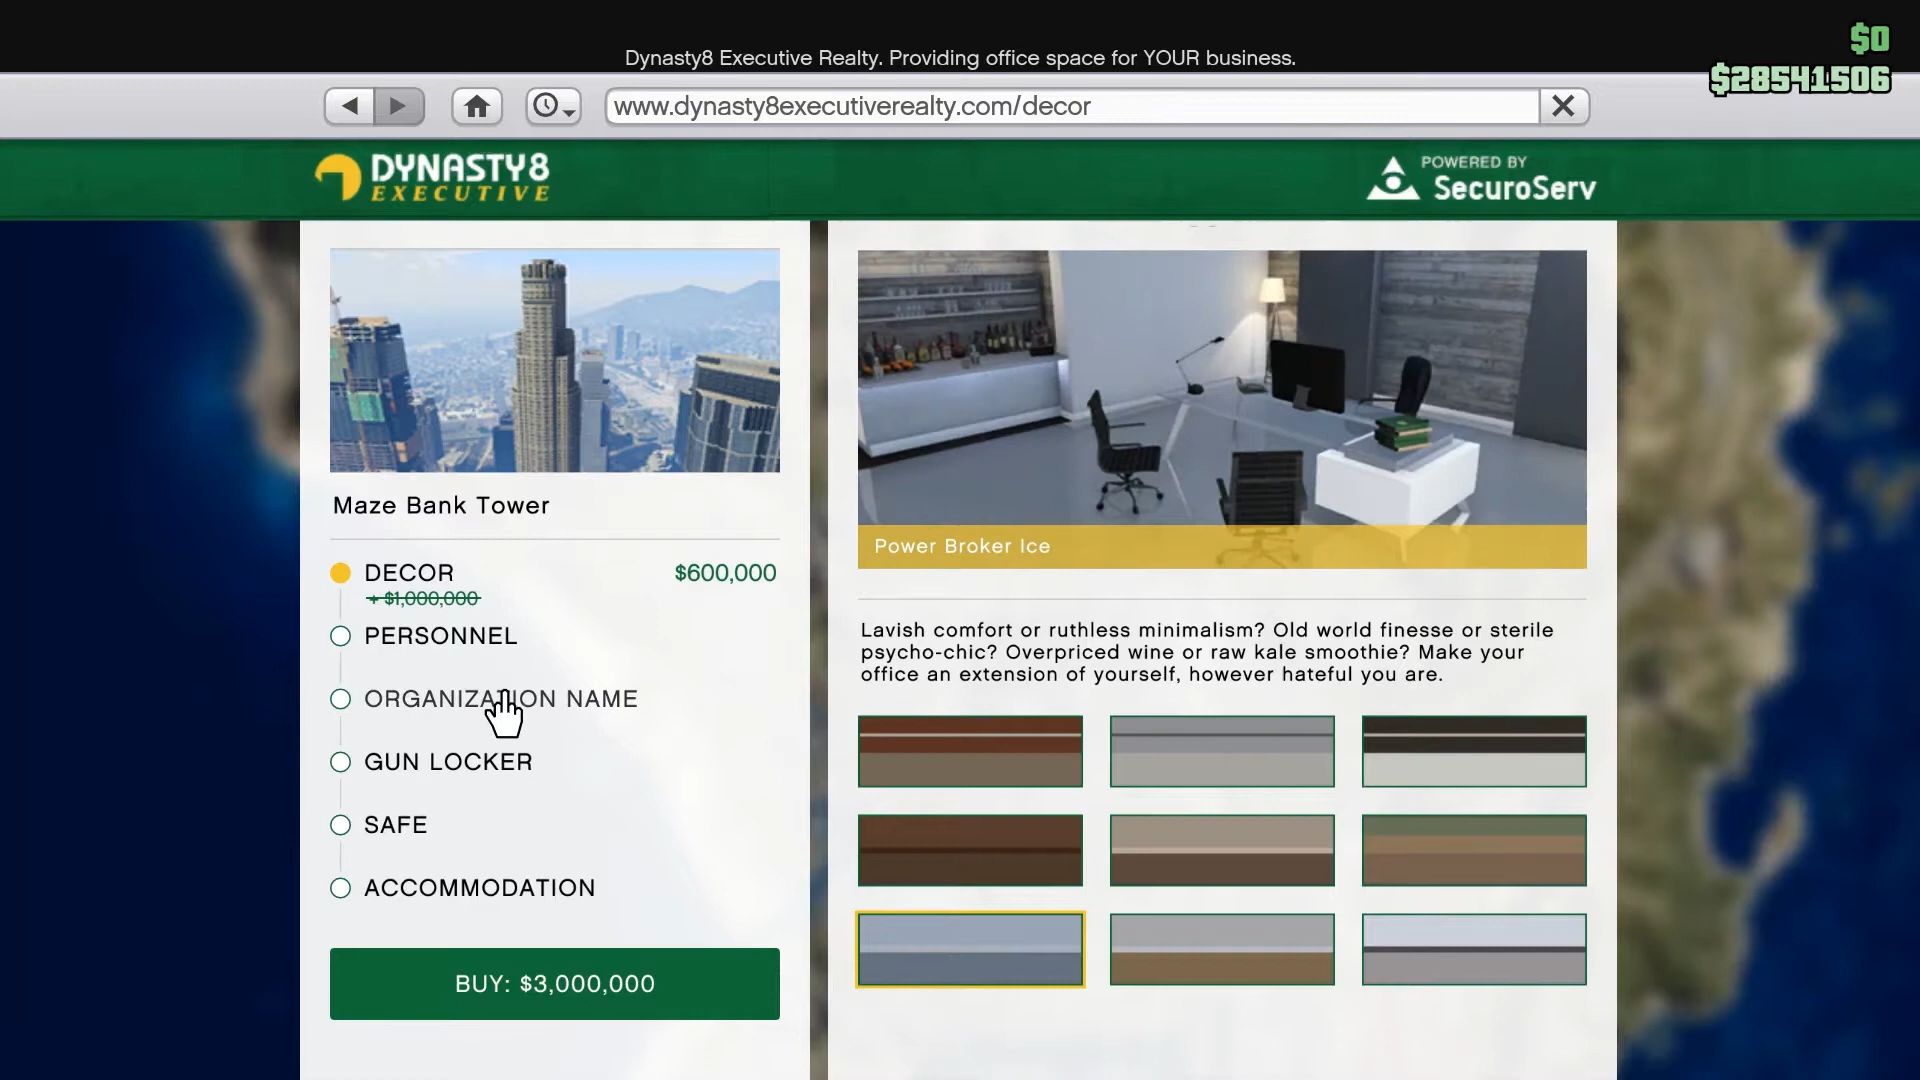 Dynasty8 Executive Realty. Providing office space for YOUR business.
$0
$28541506
www.dynasty8executiverealty.com/decor
DYNASTY8
EXECUTIVE
POWERED BY
SecuroServ
Maze Bank Tower
DECOR $600,000
+ $1,000,000
PERSONNEL
ORGANIZATION NAME
GUN LOCKER
SAFE
ACCOMMODATION
BUY: $3,000,000
Power Broker Ice
Lavish comfort or ruthless minimalism? Old world finesse or sterile
psycho-chic? Overpriced wine or raw kale smoothie? Make your
office an extension of yourself, however hateful you are.